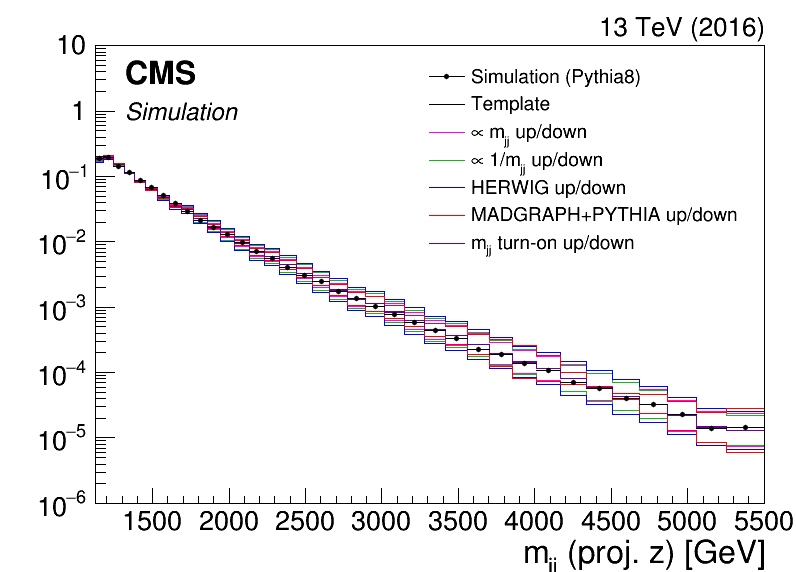 13 TeV (2016)
10
CMS
Simulation
Simulation (Pythia8)
Template
∝ m_jj up/down
∝ 1/m_jj up/down
HERWIG up/down
MADGRAPH+PYTHIA up/down
m_jj turn-on up/down
1
10⁻¹
10⁻²
10⁻³
10⁻⁴
10⁻⁵
10⁻⁶
1500 2000 2500 3000 3500 4000 4500 5000 5500
m_jj (proj. z) [GeV]